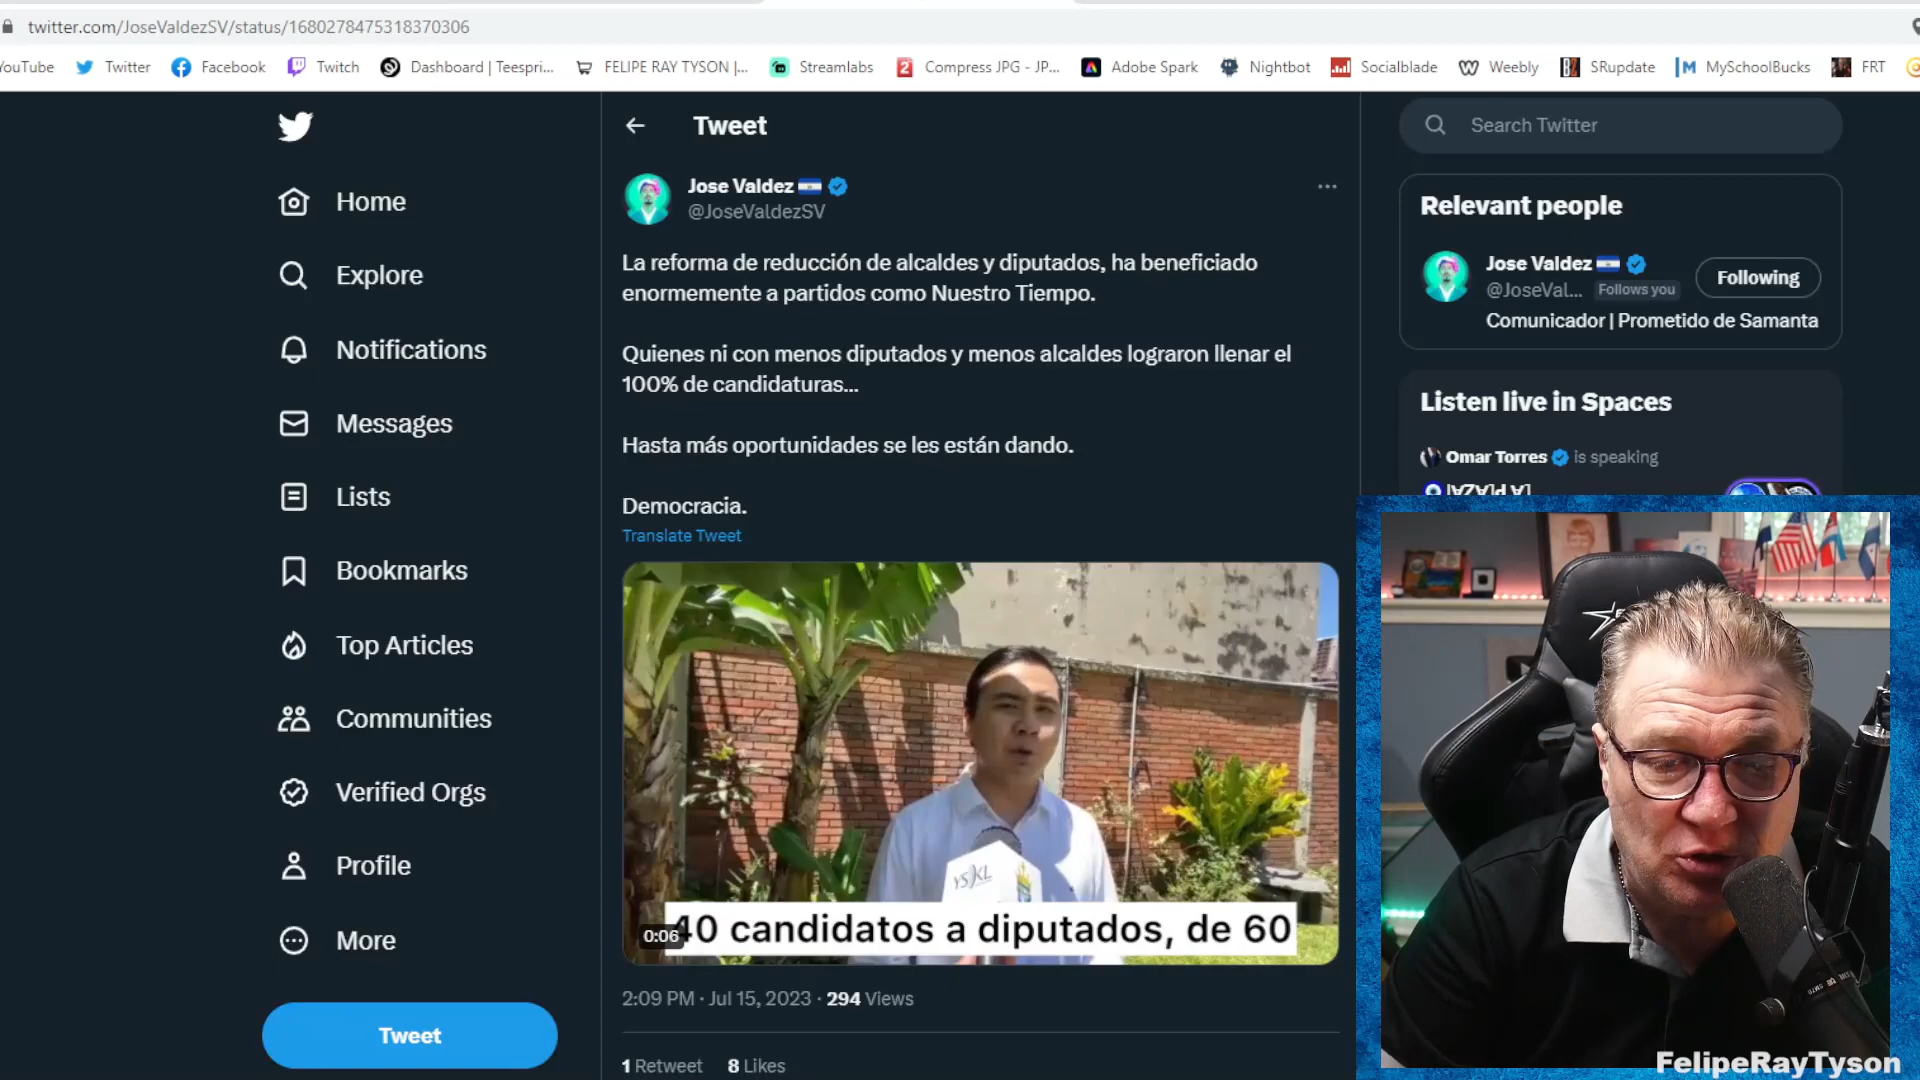 twitter.com/JoseValdezSV/status/1680278475318370306
YouTube Twitter Facebook Twitch Dashboard | Teespri... FELIPE RAY TYSON |... Streamlabs Compress JPG - JP... Adobe Spark Nightbot Socialblade Weebly SRupdate MySchoolBucks FRT
Home
Explore
Notifications
Messages
Lists
Bookmarks
Top Articles
Communities
Verified Orgs
Profile
More
Tweet
Tweet
Jose Valdez
@JoseValdezSV
La reforma de reducción de alcaldes y diputados, ha beneficiado
enormemente a partidos como Nuestro Tiempo.
Quienes ni con menos diputados y menos alcaldes lograron llenar el
100% de candidaturas...
Hasta más oportunidades se les están dando.
Democracia.
Translate Tweet
YSKL
0:06
40 candidatos a diputados, de 60
2:09 PM · Jul 15, 2023 · 294 Views
1 Retweet 8 Likes
Search Twitter
Relevant people
Jose Valdez
@JoseVal... Follows you
Following
Comunicador | Prometido de Samanta
Listen live in Spaces
Omar Torres is speaking
FelipeRayTyson